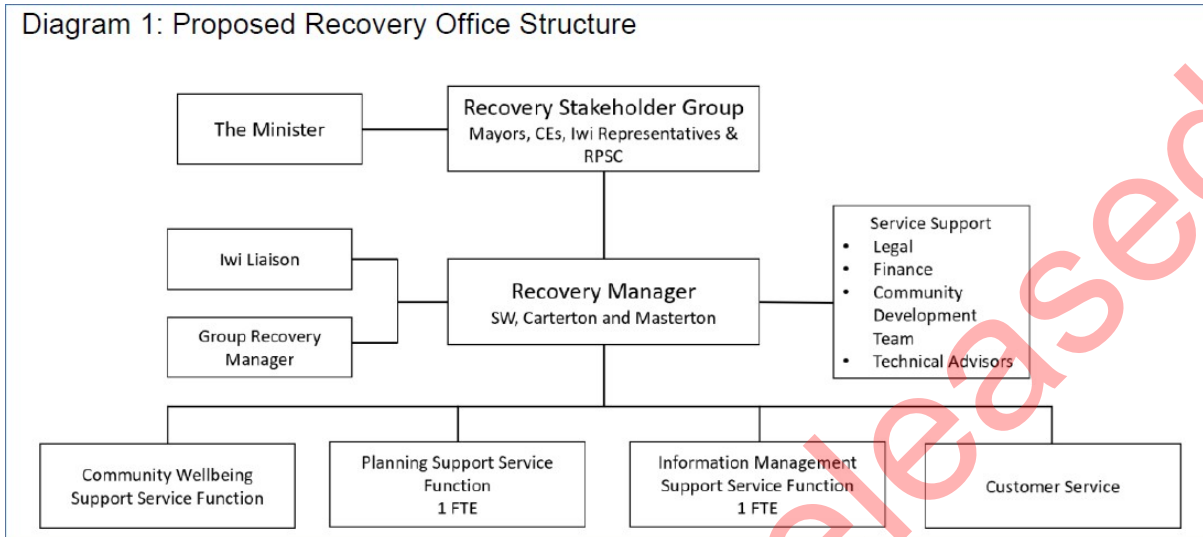 Diagram 1: Proposed Recovery Office Structure
The Minister
Recovery Stakeholder Group
Mayors, CEs, Iwi Representatives &
RPSC
Iwi Liaison
Group Recovery
Manager
Recovery Manager
SW, Carterton and Masterton
Service Support
• Legal
• Finance
• Community
Development
Team
• Technical Advisors
Community Wellbeing
Support Service Function
Planning Support Service
Function
1 FTE
Information Management
Support Service Function
1 FTE
Customer Service
eleased